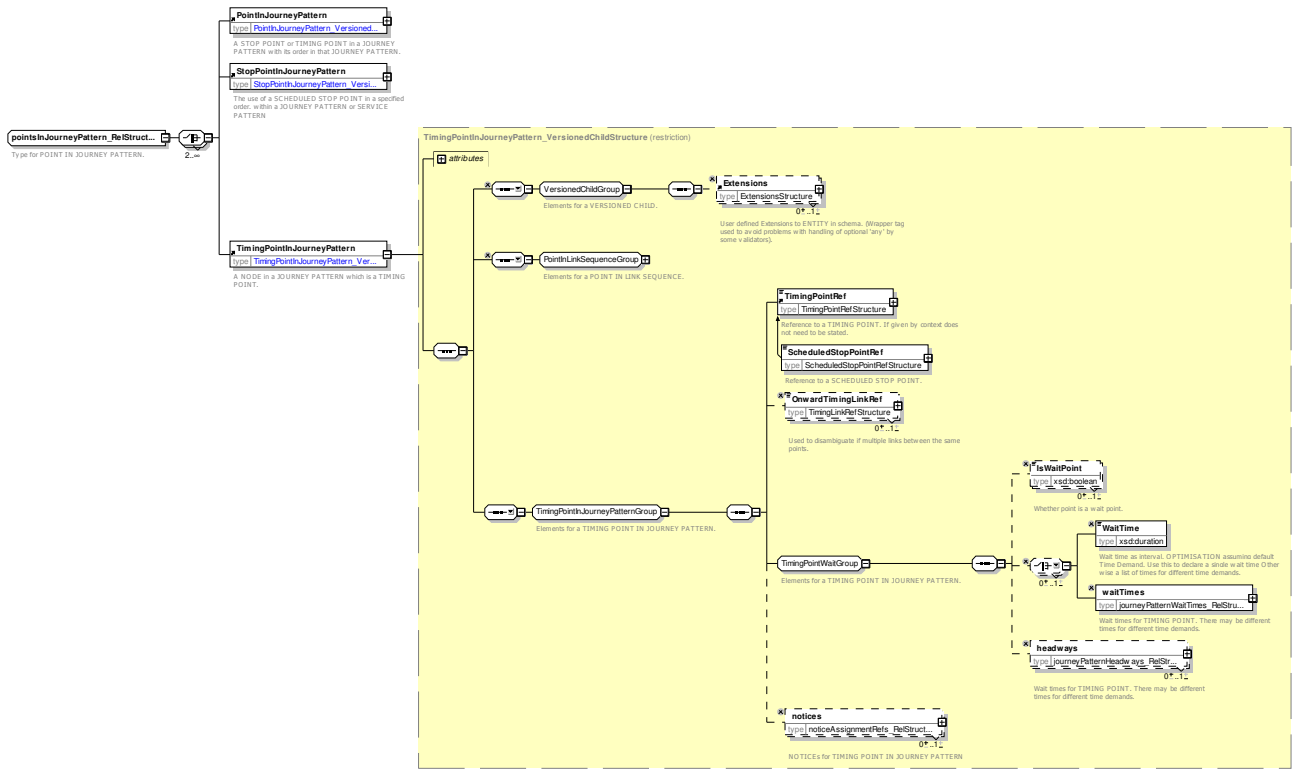 PointInJourneyPattern
type PointInJourneyPattern_Versioned...
A STOP POINT or TIMING POINT in a JOURNEY
PATTERN with its order in that JOURNEY PATTERN.
StopPointInJourneyPattern
type StopPointInJourneyPattern_Versi...
The use of a SCHEDULED STOP POINT in a specified
order. within a JOURNEY PATTERN or SERVICE
PATTERN
pointsInJourneyPattern_RelStruct...
Type for POINT IN JOURNEY PATTERN.
2..∞
TimingPointInJourneyPattern
type TimingPointInJourneyPattern_Ver...
A NODE in a JOURNEY PATTERN which is a TIMING
POINT.
TimingPointInJourneyPattern_VersionedChildStructure (restriction)
attributes
VersionedChildGroup
Elements for a VERSIONED CHILD.
Extensions
type ExtensionsStructure
0..1
User defined Extensions to ENTITY in schema. (Wrapper tag
used to avoid problems with handling of optional 'any' by
some validators).
PointInLinkSequenceGroup
Elements for a POINT IN LINK SEQUENCE.
TimingPointRef
type TimingPointRefStructure
Reference to a TIMING POINT. If given by context does
not need to be stated.
ScheduledStopPointRef
type ScheduledStopPointRefStructure
Reference to a SCHEDULED STOP POINT.
OnwardTimingLinkRef
type TimingLinkRefStructure
0..1
Used to disambiguate if multiple links between the same
points.
TimingPointInJourneyPatternGroup
Elements for a TIMING POINT IN JOURNEY PATTERN.
TimingPointWaitGroup
Elements for a TIMING POINT IN JOURNEY PATTERN.
IsWaitPoint
type xsd:boolean
0..1
Whether point is a wait point.
0..1
WaitTime
type xsd:duration
Wait time as interval. OPTIMISATION assuming default
Time Demand. Use this to declare a single wait time Other
wise a list of times for different time demands.
waitTimes
type journeyPatternWaitTimes_RelStru...
Wait times for TIMING POINT. There may be different
times for different time demands.
headways
type journeyPatternHeadways_RelStr...
0..1
Wait times for TIMING POINT. There may be different
times for different time demands.
notices
type noticeAssignmentRefs_RelStruct...
0..1
NOTICEs for TIMING POINT IN JOURNEY PATTERN